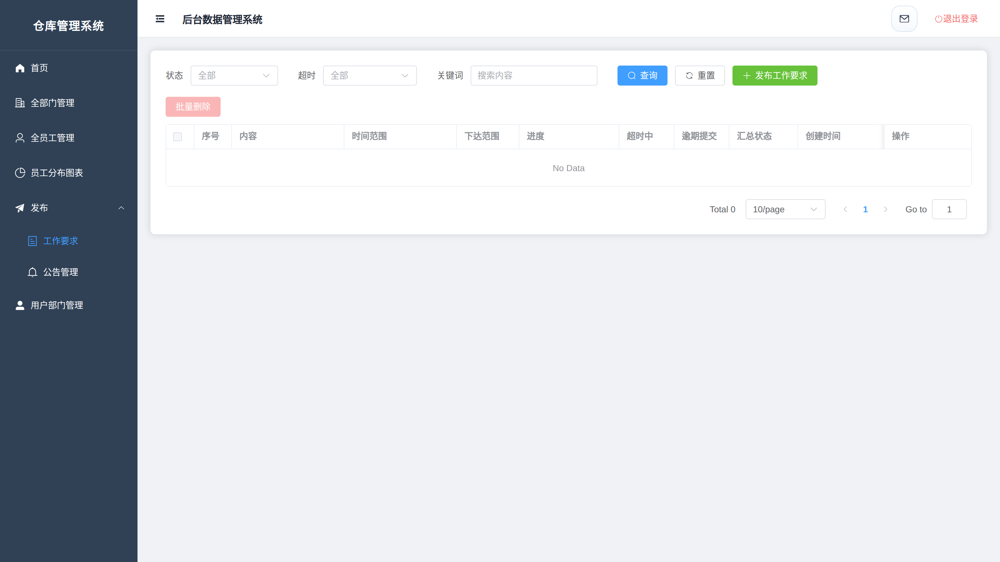 仓库管理系统
首页
全部门管理
全员工管理
员工分布图表
发布
工作要求
公告管理
用户部门管理
后台数据管理系统
退出登录
状态 全部 超时 全部 关键词 搜索内容 查询 重置 发布工作要求
批量删除
序号 内容 时间范围 下达范围 进度 超时中 逾期提交 汇总状态 创建时间 操作
No Data
Total 0 10/page 1 Go to 1